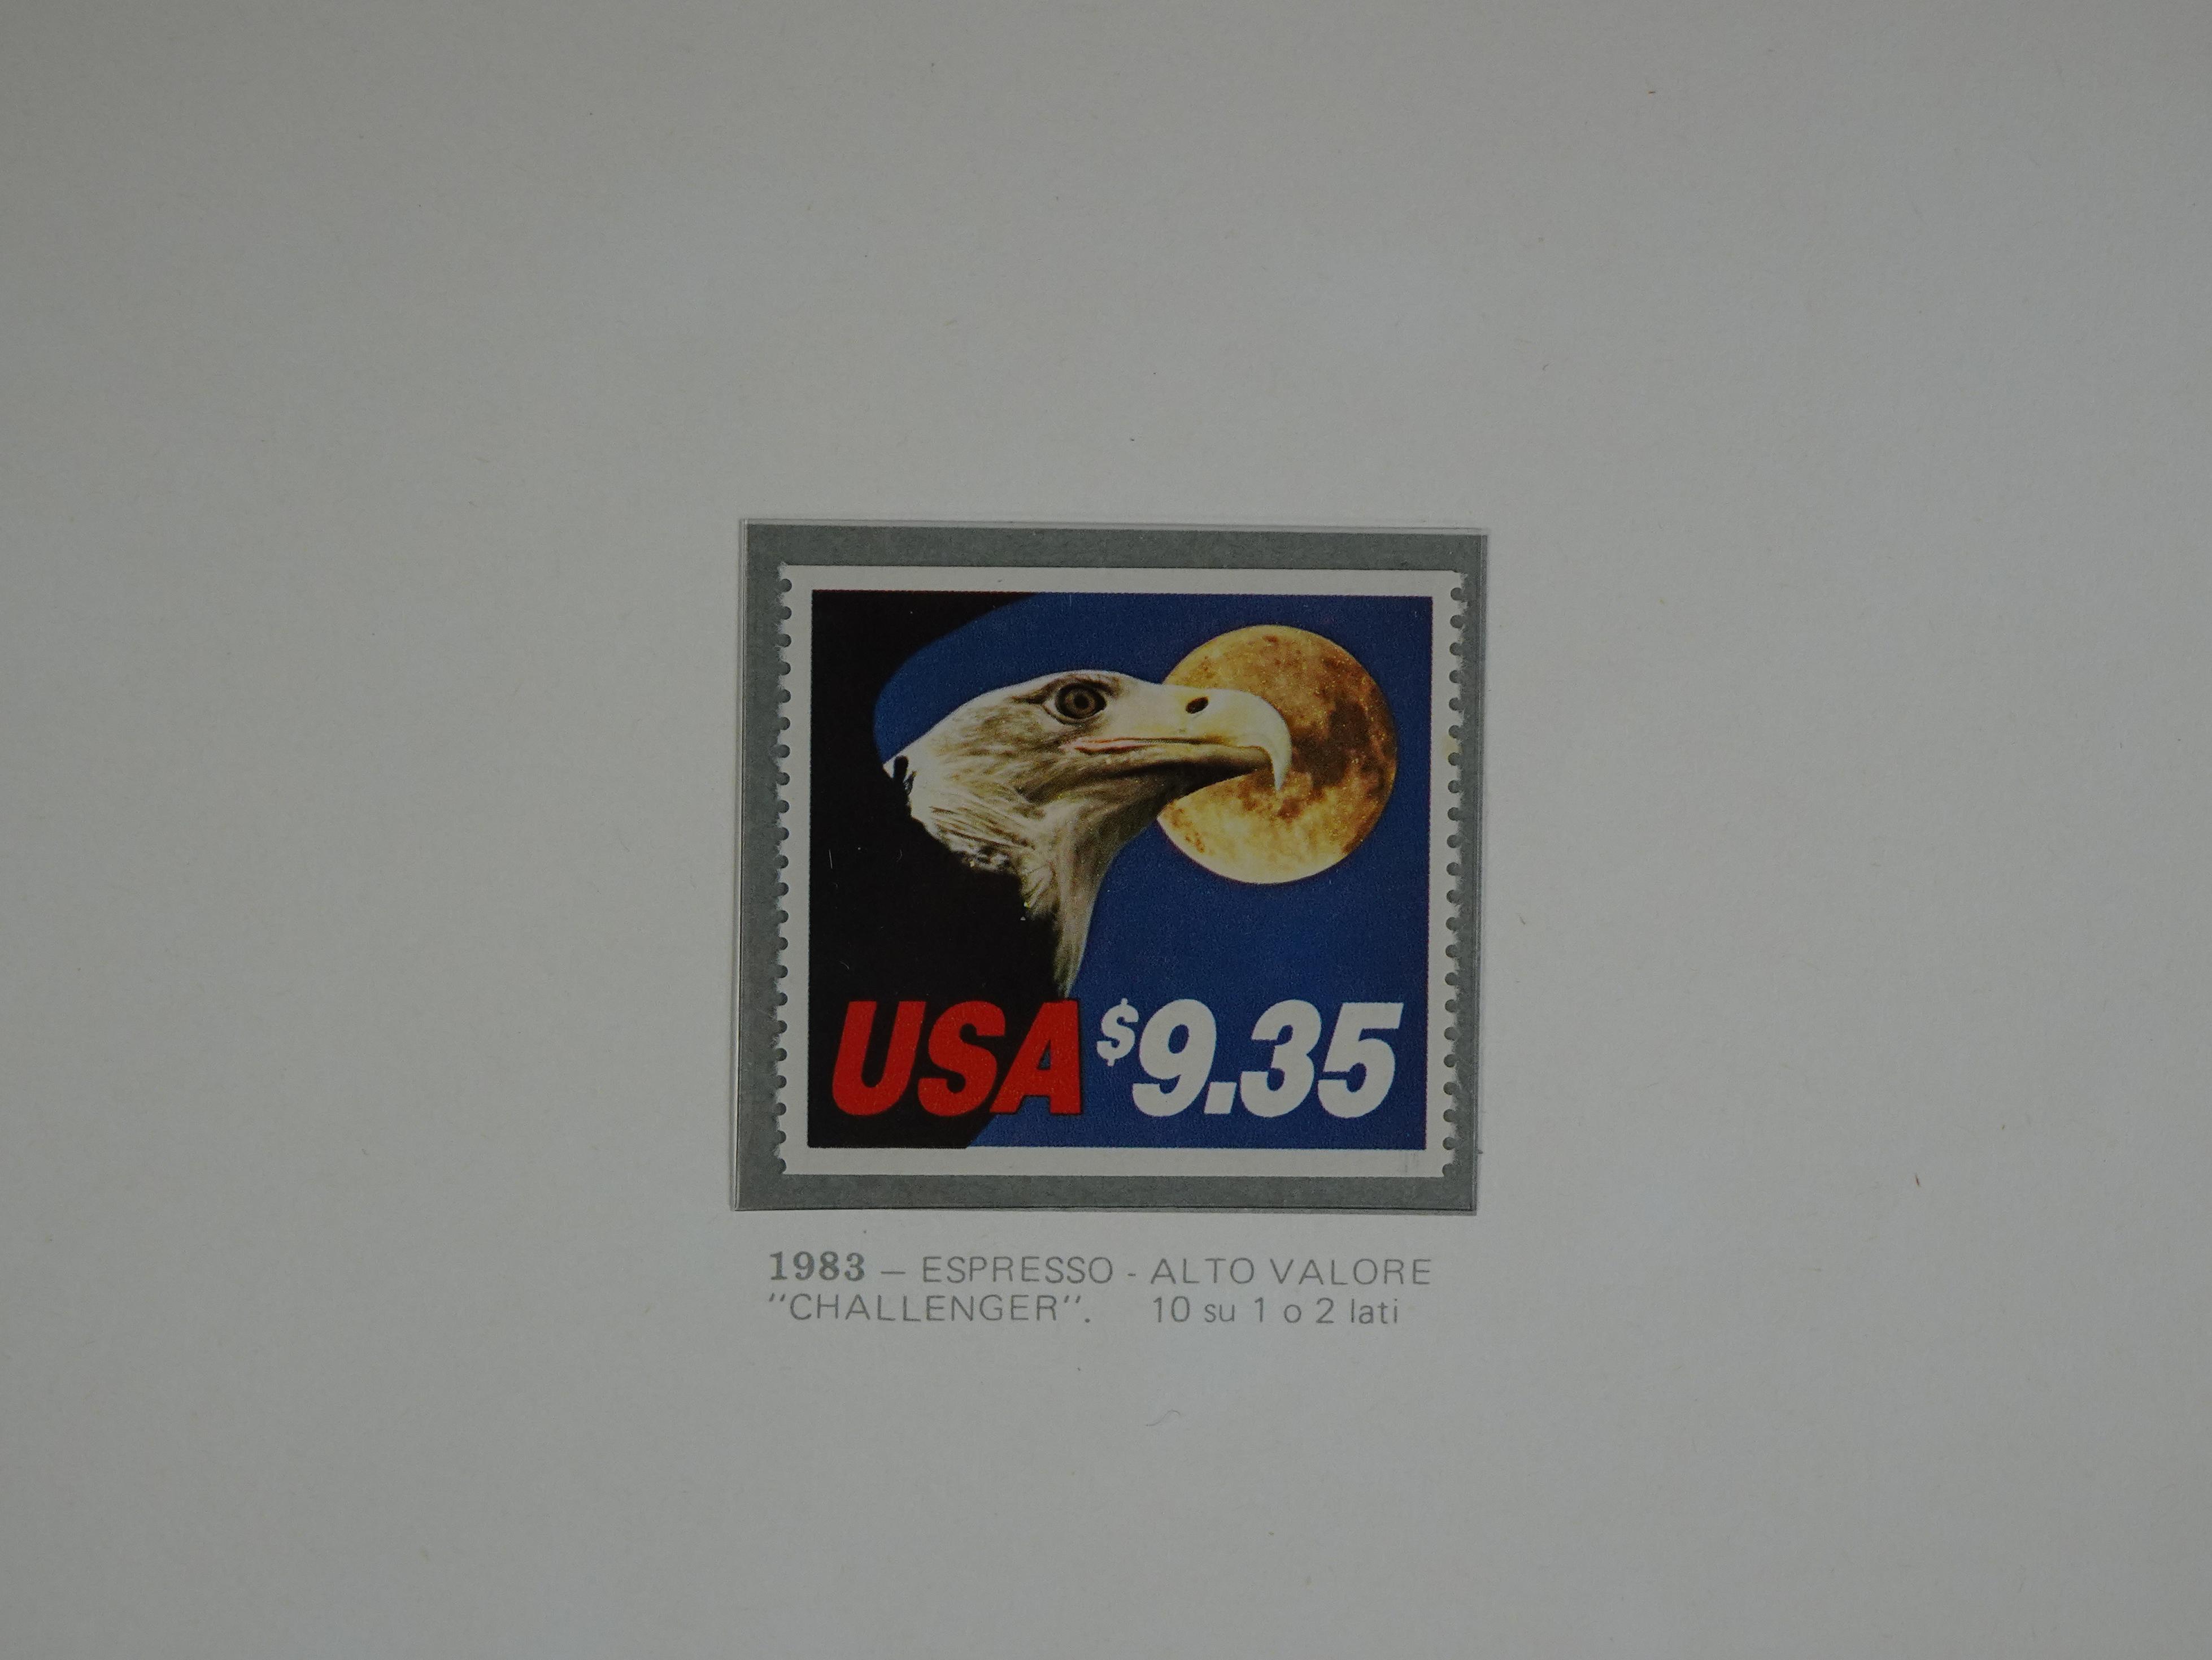 USA $9.35
1983 – ESPRESSO - ALTO VALORE
"CHALLENGER". 10 su 1 o 2 lati